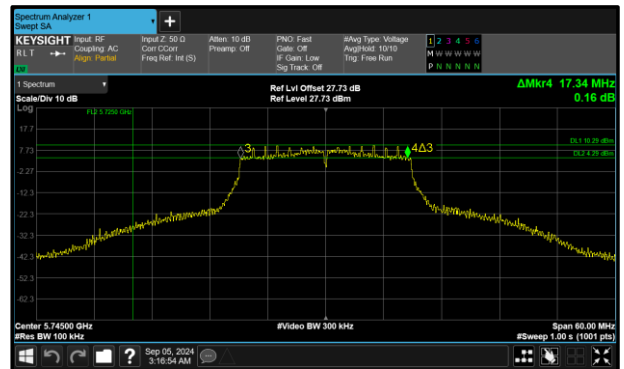 Spectrum Analyzer 1
Swept SA
+
KEYSIGHT Input: RF Input Z: 50 Ω Atten: 10 dB PNO: Fast #Avg Type: Voltage 1 2 3 4 5 6
RLT Coupling: AC Corr CCorr Preamp: Off Gate: Off Avg|Hold: 10/10 M W W W W W
Align: Partial Freq Ref: Int (S) IF Gain: Low Trig: Free Run
Sig Track: Off P N N N N N
1 Spectrum Ref Lvl Offset 27.73 dB ΔMkr4 17.34 MHz
Scale/Div 10 dB Ref Level 27.73 dBm 0.16 dB
Log
FL2 5.7250 GHz
17.7
DL1 10.29 dBm
7.73 3 4Δ3
DL2 4.29 dBm
-2.27
-12.3
-22.3
-32.3
-42.3
-52.3
-62.3
Center 5.74500 GHz #Video BW 300 kHz Span 60.00 MHz
#Res BW 100 kHz #Sweep 1.00 s (1001 pts)
? Sep 05, 2024
3:16:54 AM